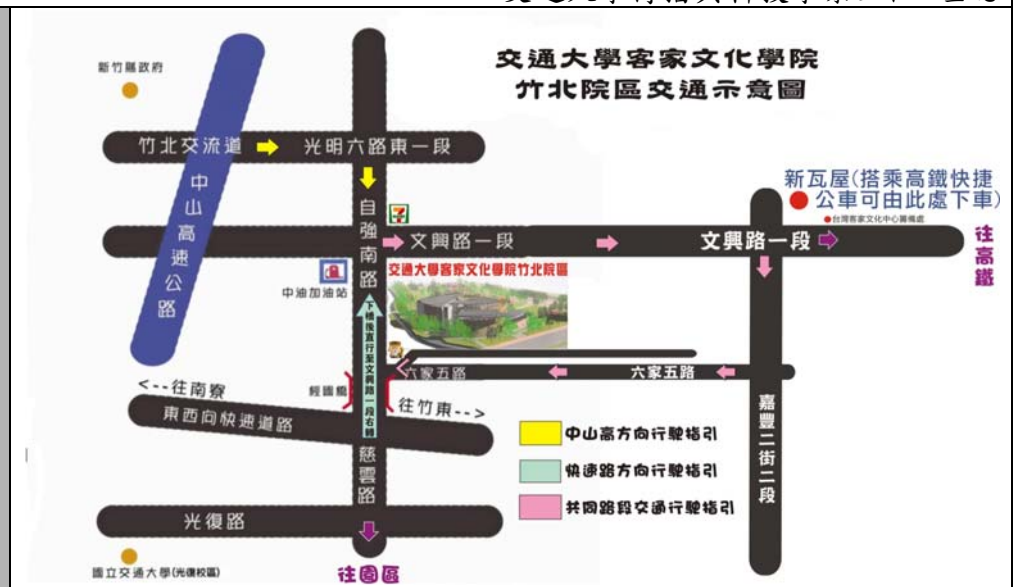 交通大學客家文化學院
竹北院區交通示意圖
新竹縣政府
竹北交流道
光明六路東一段
中山高速公路
自強南路
新瓦屋(搭乘高鐵快捷
公車可由此處下車)
台灣客家文化中心籌備處
文興路一段
文興路一段
往高鐵
中油加油站
交通大學客家文化學院竹北院區
下橋後直行至文興路一段右轉
六家五路
六家五路
<--往南寮
經國橋
往竹東-->
東西向快速道路
嘉豐二街二段
中山高方向行駛指引
快速路方向行駛指引
共同路段交通行駛指引
慈雲路
光復路
國立交通大學(光復校區)
往園區